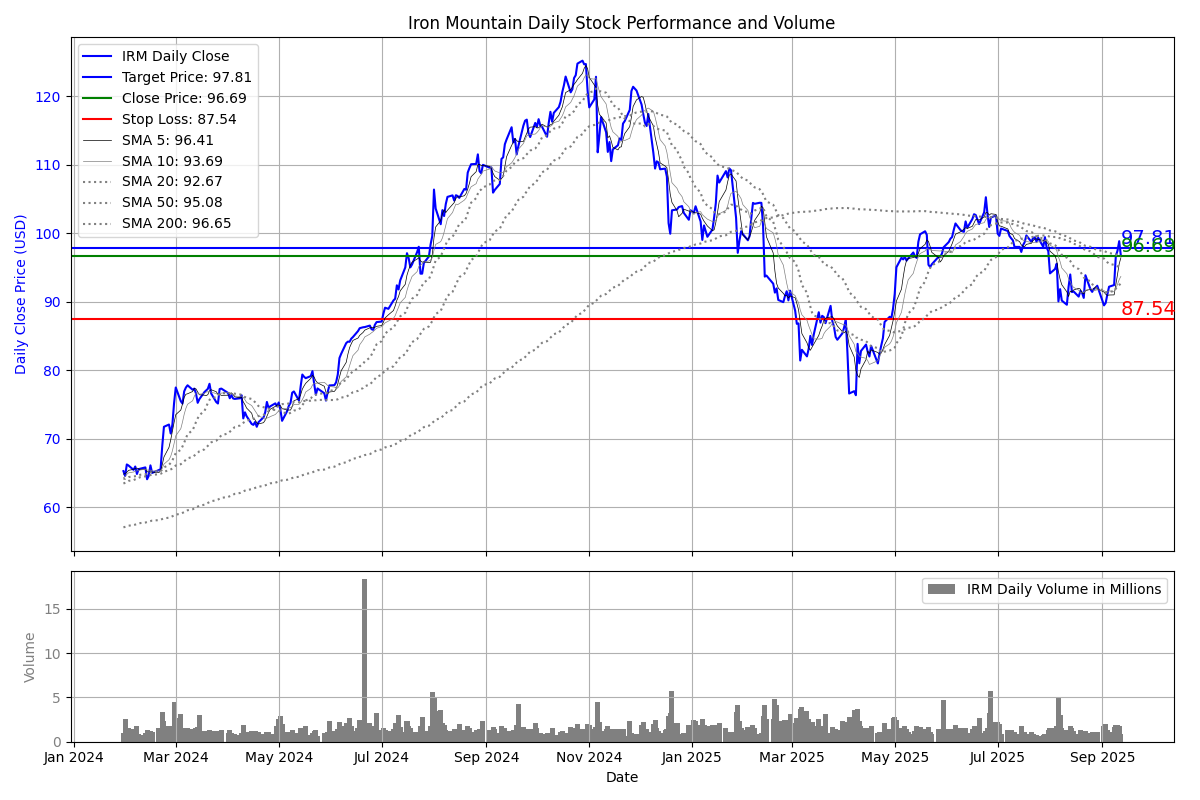 Iron Mountain Daily Stock Performance and Volume
IRM Daily Close
Target Price: 97.81
Close Price: 96.69
Stop Loss: 87.54
SMA 5: 96.41
SMA 10: 93.69
SMA 20: 92.67
SMA 50: 95.08
SMA 200: 96.65
120
110
100
90
80
70
60
Daily Close Price (USD)
97.81
96.69
87.54
IRM Daily Volume in Millions
15
10
5
0
Volume
Jan 2024 Mar 2024 May 2024 Jul 2024 Sep 2024 Nov 2024 Jan 2025 Mar 2025 May 2025 Jul 2025 Sep 2025
Date